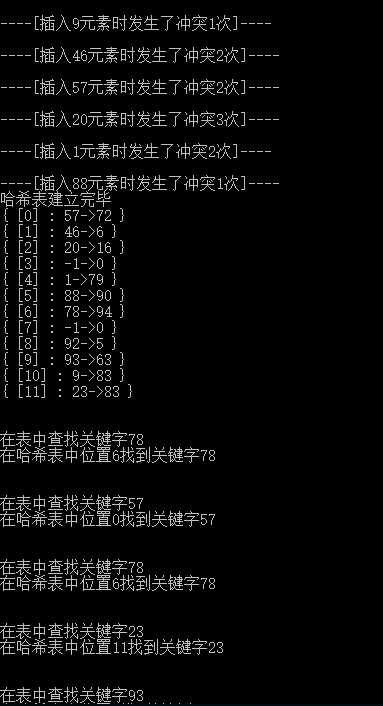 ----[插入9元素时发生了冲突1次]----
----[插入46元素时发生了冲突2次]----
----[插入57元素时发生了冲突2次]----
----[插入20元素时发生了冲突3次]----
----[插入1元素时发生了冲突2次]----
----[插入88元素时发生了冲突1次]----
哈希表建立完毕
{ [0] : 57->72 }
{ [1] : 46->6 }
{ [2] : 20->16 }
{ [3] : -1->0 }
{ [4] : 1->79 }
{ [5] : 88->90 }
{ [6] : 78->94 }
{ [7] : -1->0 }
{ [8] : 92->5 }
{ [9] : 93->63 }
{ [10] : 9->83 }
{ [11] : 23->83 }
在表中查找关键字78
在哈希表中位置6找到关键字78
在表中查找关键字57
在哈希表中位置0找到关键字57
在表中查找关键字78
在哈希表中位置6找到关键字78
在表中查找关键字23
在哈希表中位置11找到关键字23
在表中查找关键字93